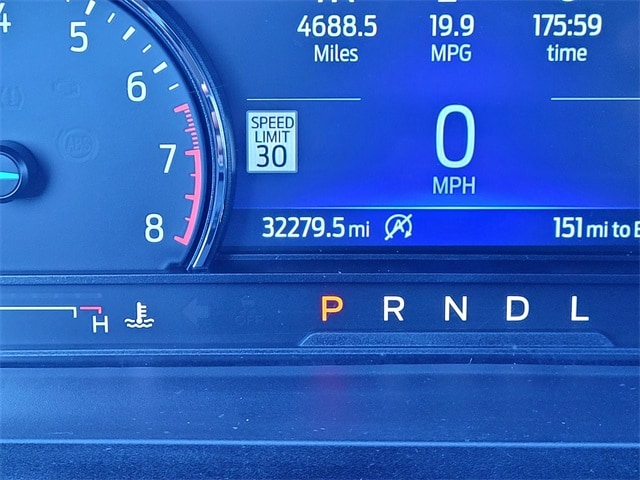 4
5
6
7
8
4688.5
Miles
19.9
MPG
175:59
time
SPEED
LIMIT
30
0
MPH
32279.5 mi
151 mi to E
H
P R N D L